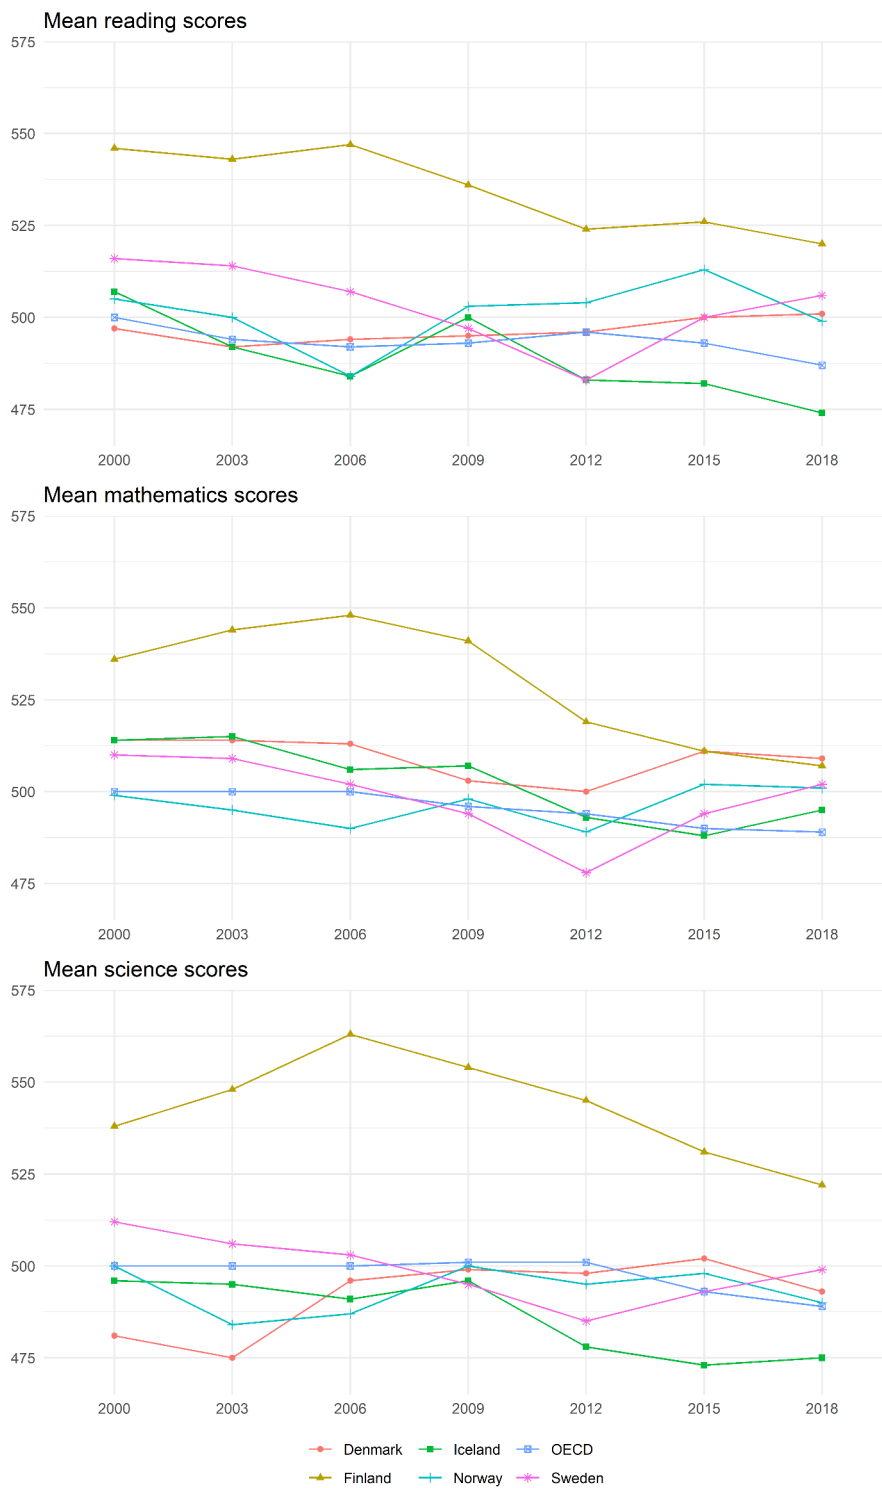 Mean reading scores
575
550
525
500
475
2000 2003 2006 2009 2012 2015 2018
Mean mathematics scores
575
550
525
500
475
2000 2003 2006 2009 2012 2015 2018
Mean science scores
575
550
525
500
475
2000 2003 2006 2009 2012 2015 2018
Denmark Iceland OECD
Finland Norway Sweden